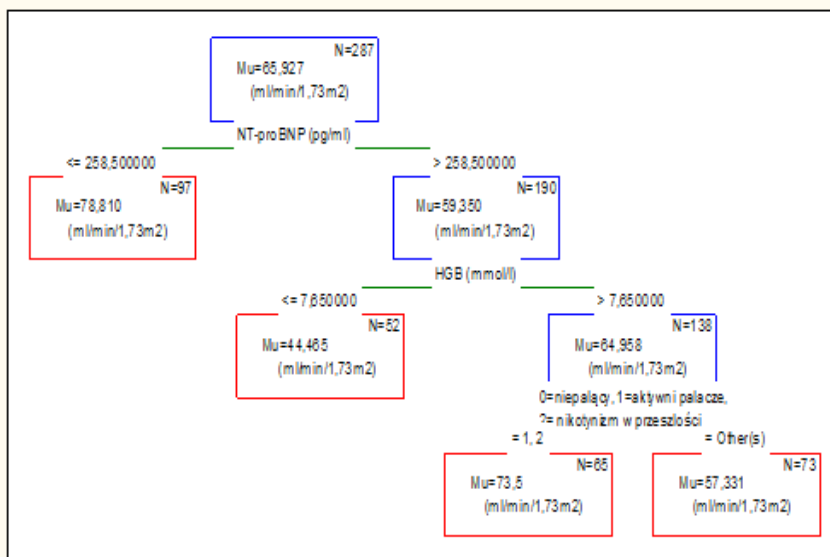 N=287
Mu=65,927
(ml/min/1,73m2)
NT-proBNP (pg/ml)
<= 258,500000
> 258,500000
N=97
Mu=78,810
(ml/min/1,73m2)
N=190
Mu=59,350
(ml/min/1,73m2)
HGB (mmol/l)
<= 7,650000
> 7,650000
N=52
Mu=44,465
(ml/min/1,73m2)
N=138
Mu=64,958
(ml/min/1,73m2)
0=niepalący, 1=aktywni palacze,
2= nikotynizm w przeszłości
= 1, 2
= Other(s)
N=65
Mu=73,5
(ml/min/1,73m2)
N=73
Mu=57,331
(ml/min/1,73m2)